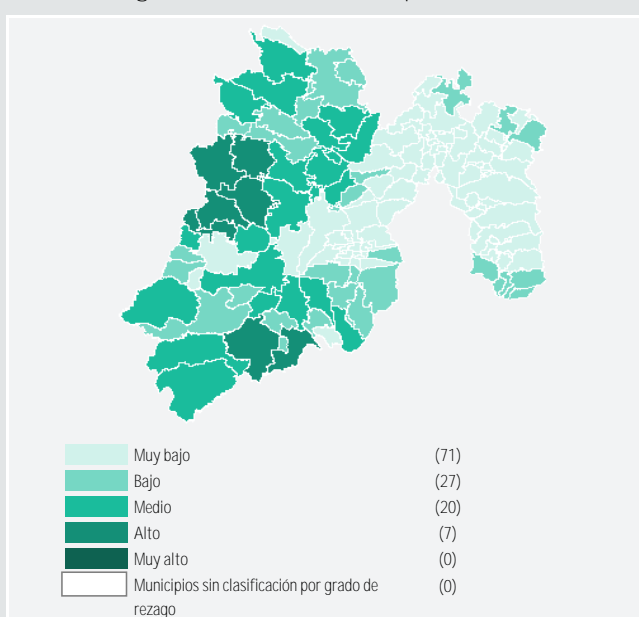 Muy bajo (71)
Bajo (27)
Medio (20)
Alto (7)
Muy alto (0)
Municipios sin clasificación por grado de (0)
rezago